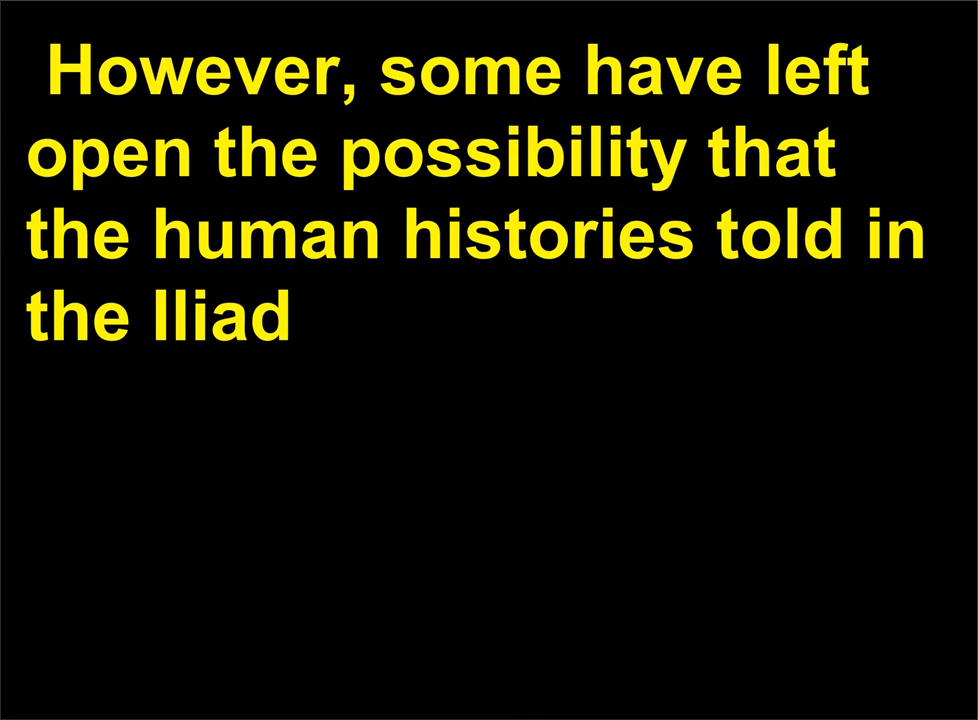 However, some have left
open the possibility that
the human histories told in
the Iliad